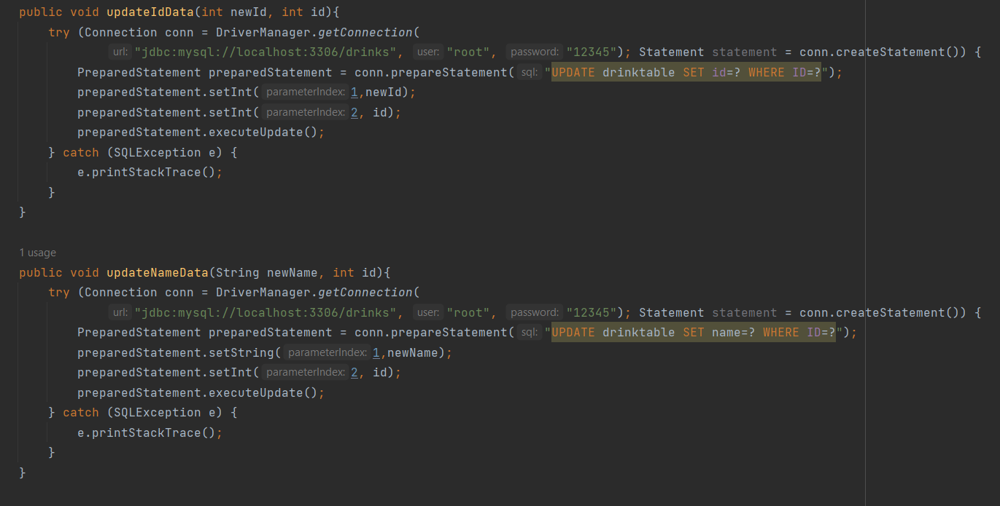 public void updateIdData(int newId, int id){
try (Connection conn = DriverManager.getConnection(
url: "jdbc:mysql://localhost:3306/drinks", user: "root", password: "12345"); Statement statement = conn.createStatement()) {
PreparedStatement preparedStatement = conn.prepareStatement( sql: "UPDATE drinktable SET id=? WHERE ID=?");
preparedStatement.setInt( parameterIndex: 1,newId);
preparedStatement.setInt( parameterIndex: 2, id);
preparedStatement.executeUpdate();
} catch (SQLException e) {
e.printStackTrace();
}
}
1 usage
public void updateNameData(String newName, int id){
try (Connection conn = DriverManager.getConnection(
url: "jdbc:mysql://localhost:3306/drinks", user: "root", password: "12345"); Statement statement = conn.createStatement()) {
PreparedStatement preparedStatement = conn.prepareStatement( sql: "UPDATE drinktable SET name=? WHERE ID=?");
preparedStatement.setString( parameterIndex: 1,newName);
preparedStatement.setInt( parameterIndex: 2, id);
preparedStatement.executeUpdate();
} catch (SQLException e) {
e.printStackTrace();
}
}